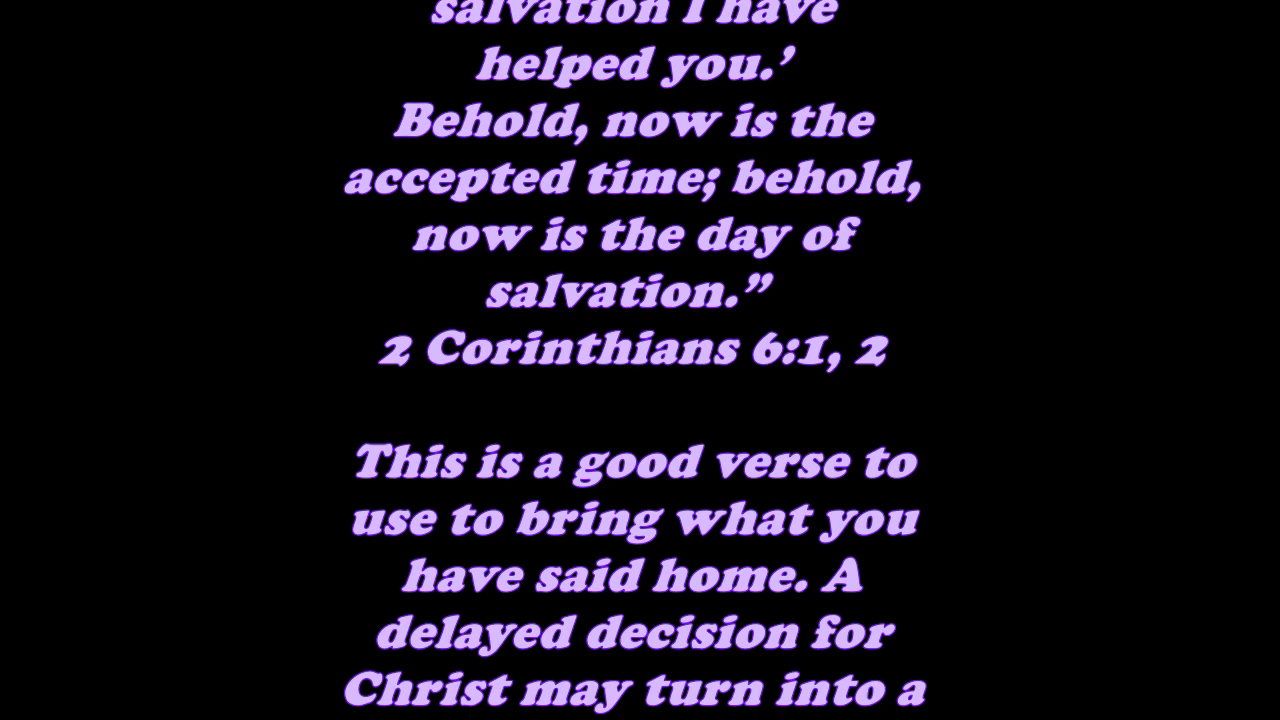 salvation I have
helped you.’
Behold, now is the
accepted time; behold,
now is the day of
salvation.”
2 Corinthians 6:1, 2
This is a good verse to
use to bring what you
have said home. A
delayed decision for
Christ may turn into a